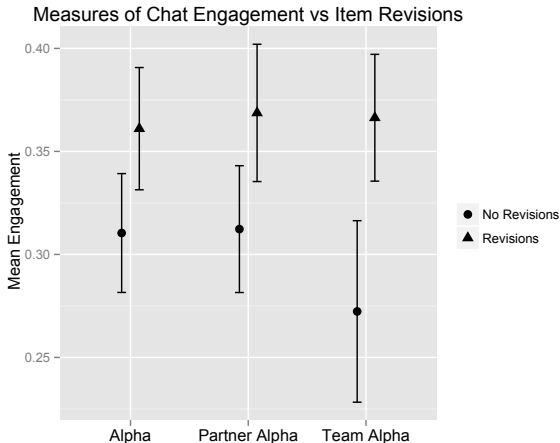 Measures of Chat Engagement vs Item Revisions
0.40
0.35
0.30
0.25
Mean Engagement
No Revisions
Revisions
Alpha
Partner Alpha
Team Alpha